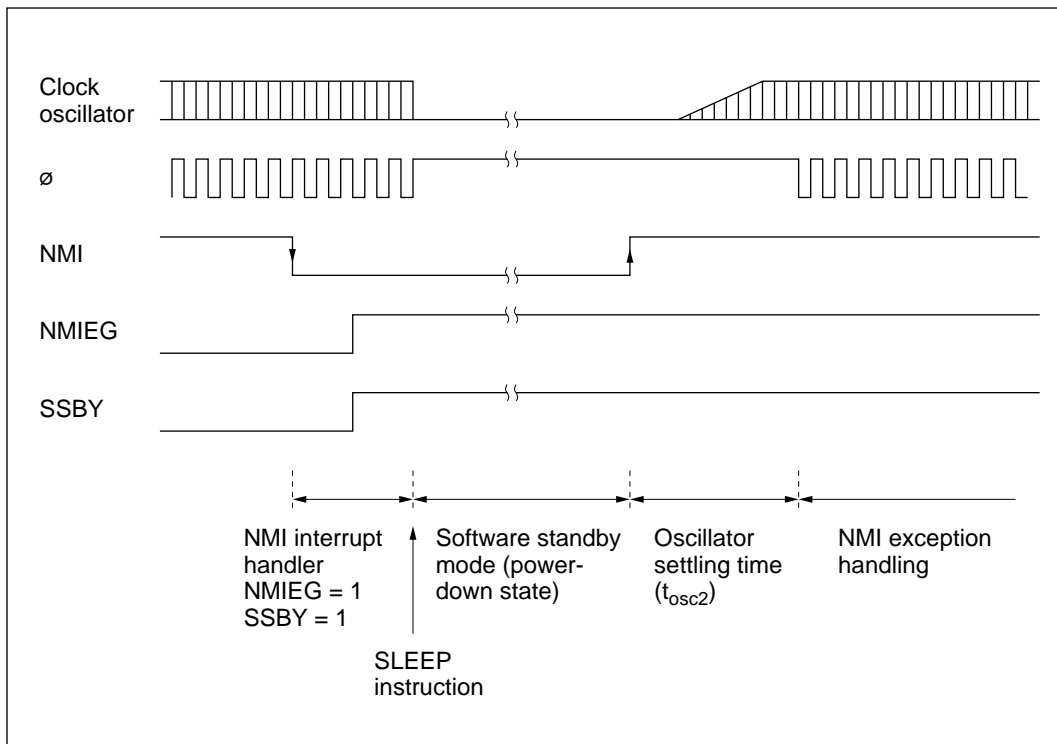 Clock
oscillator
ø
NMI
NMIEG
SSBY
NMI interrupt
handler
NMIEG = 1
SSBY = 1
Software standby
mode (power-
down state)
Oscillator
settling time
(tosc2)
NMI exception
handling
SLEEP
instruction